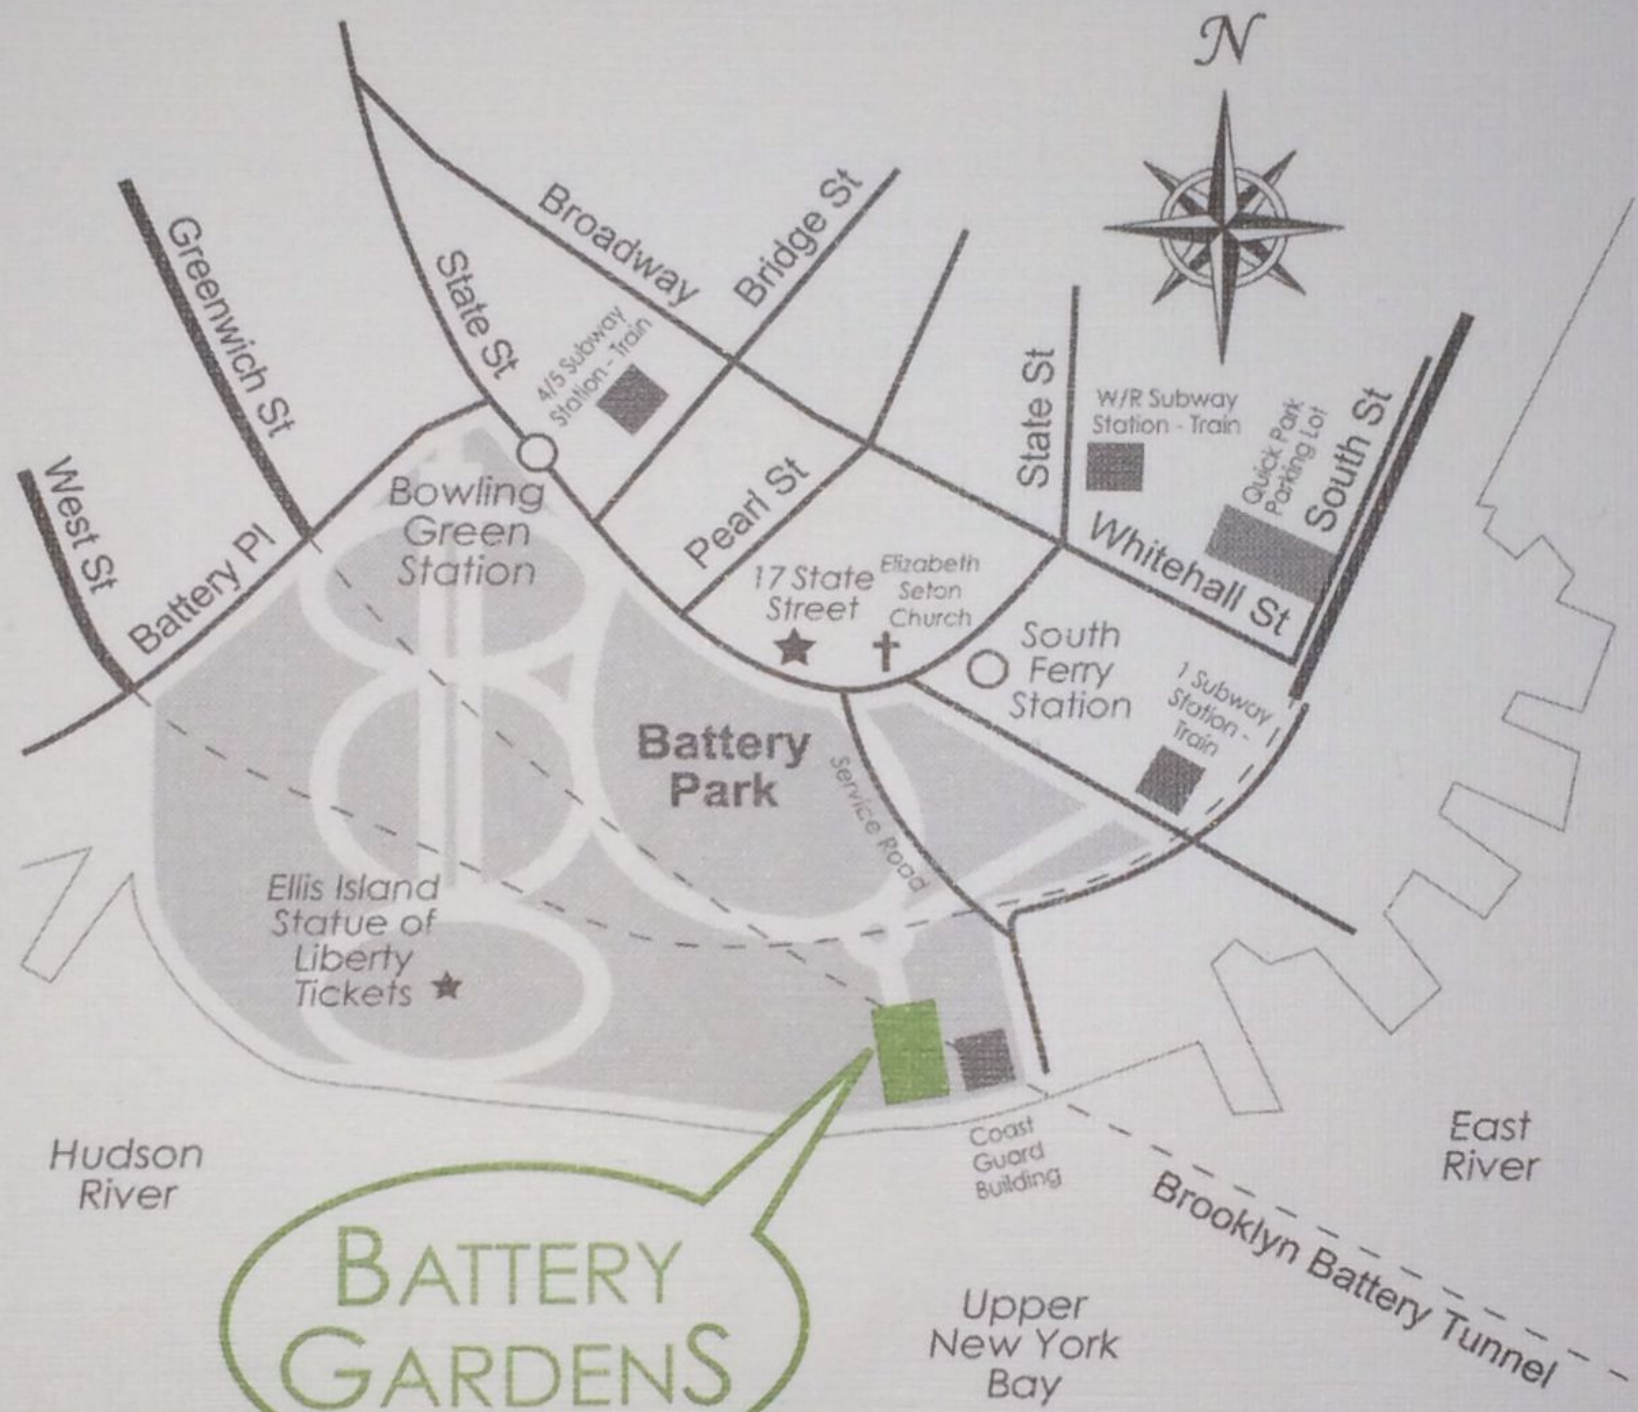 N
Broadway
Bridge St
Greenwich St
State St
4/5 Subway
Station - Train
State St
W/R Subway
Station - Train
Quick Park
Parking Lot
South St
West St
Battery Pl
Bowling
Green
Station
Pearl St
Whitehall St
17 State
Street
Elizabeth
Seton
Church
South
Ferry
Station
1 Subway
Station -
Train
Battery
Park
Service Road
Ellis Island
Statue of
Liberty
Tickets
Hudson
River
Coast
Guard
Building
East
River
Brooklyn Battery Tunnel
BATTERY
GARDENS
Upper
New York
Bay